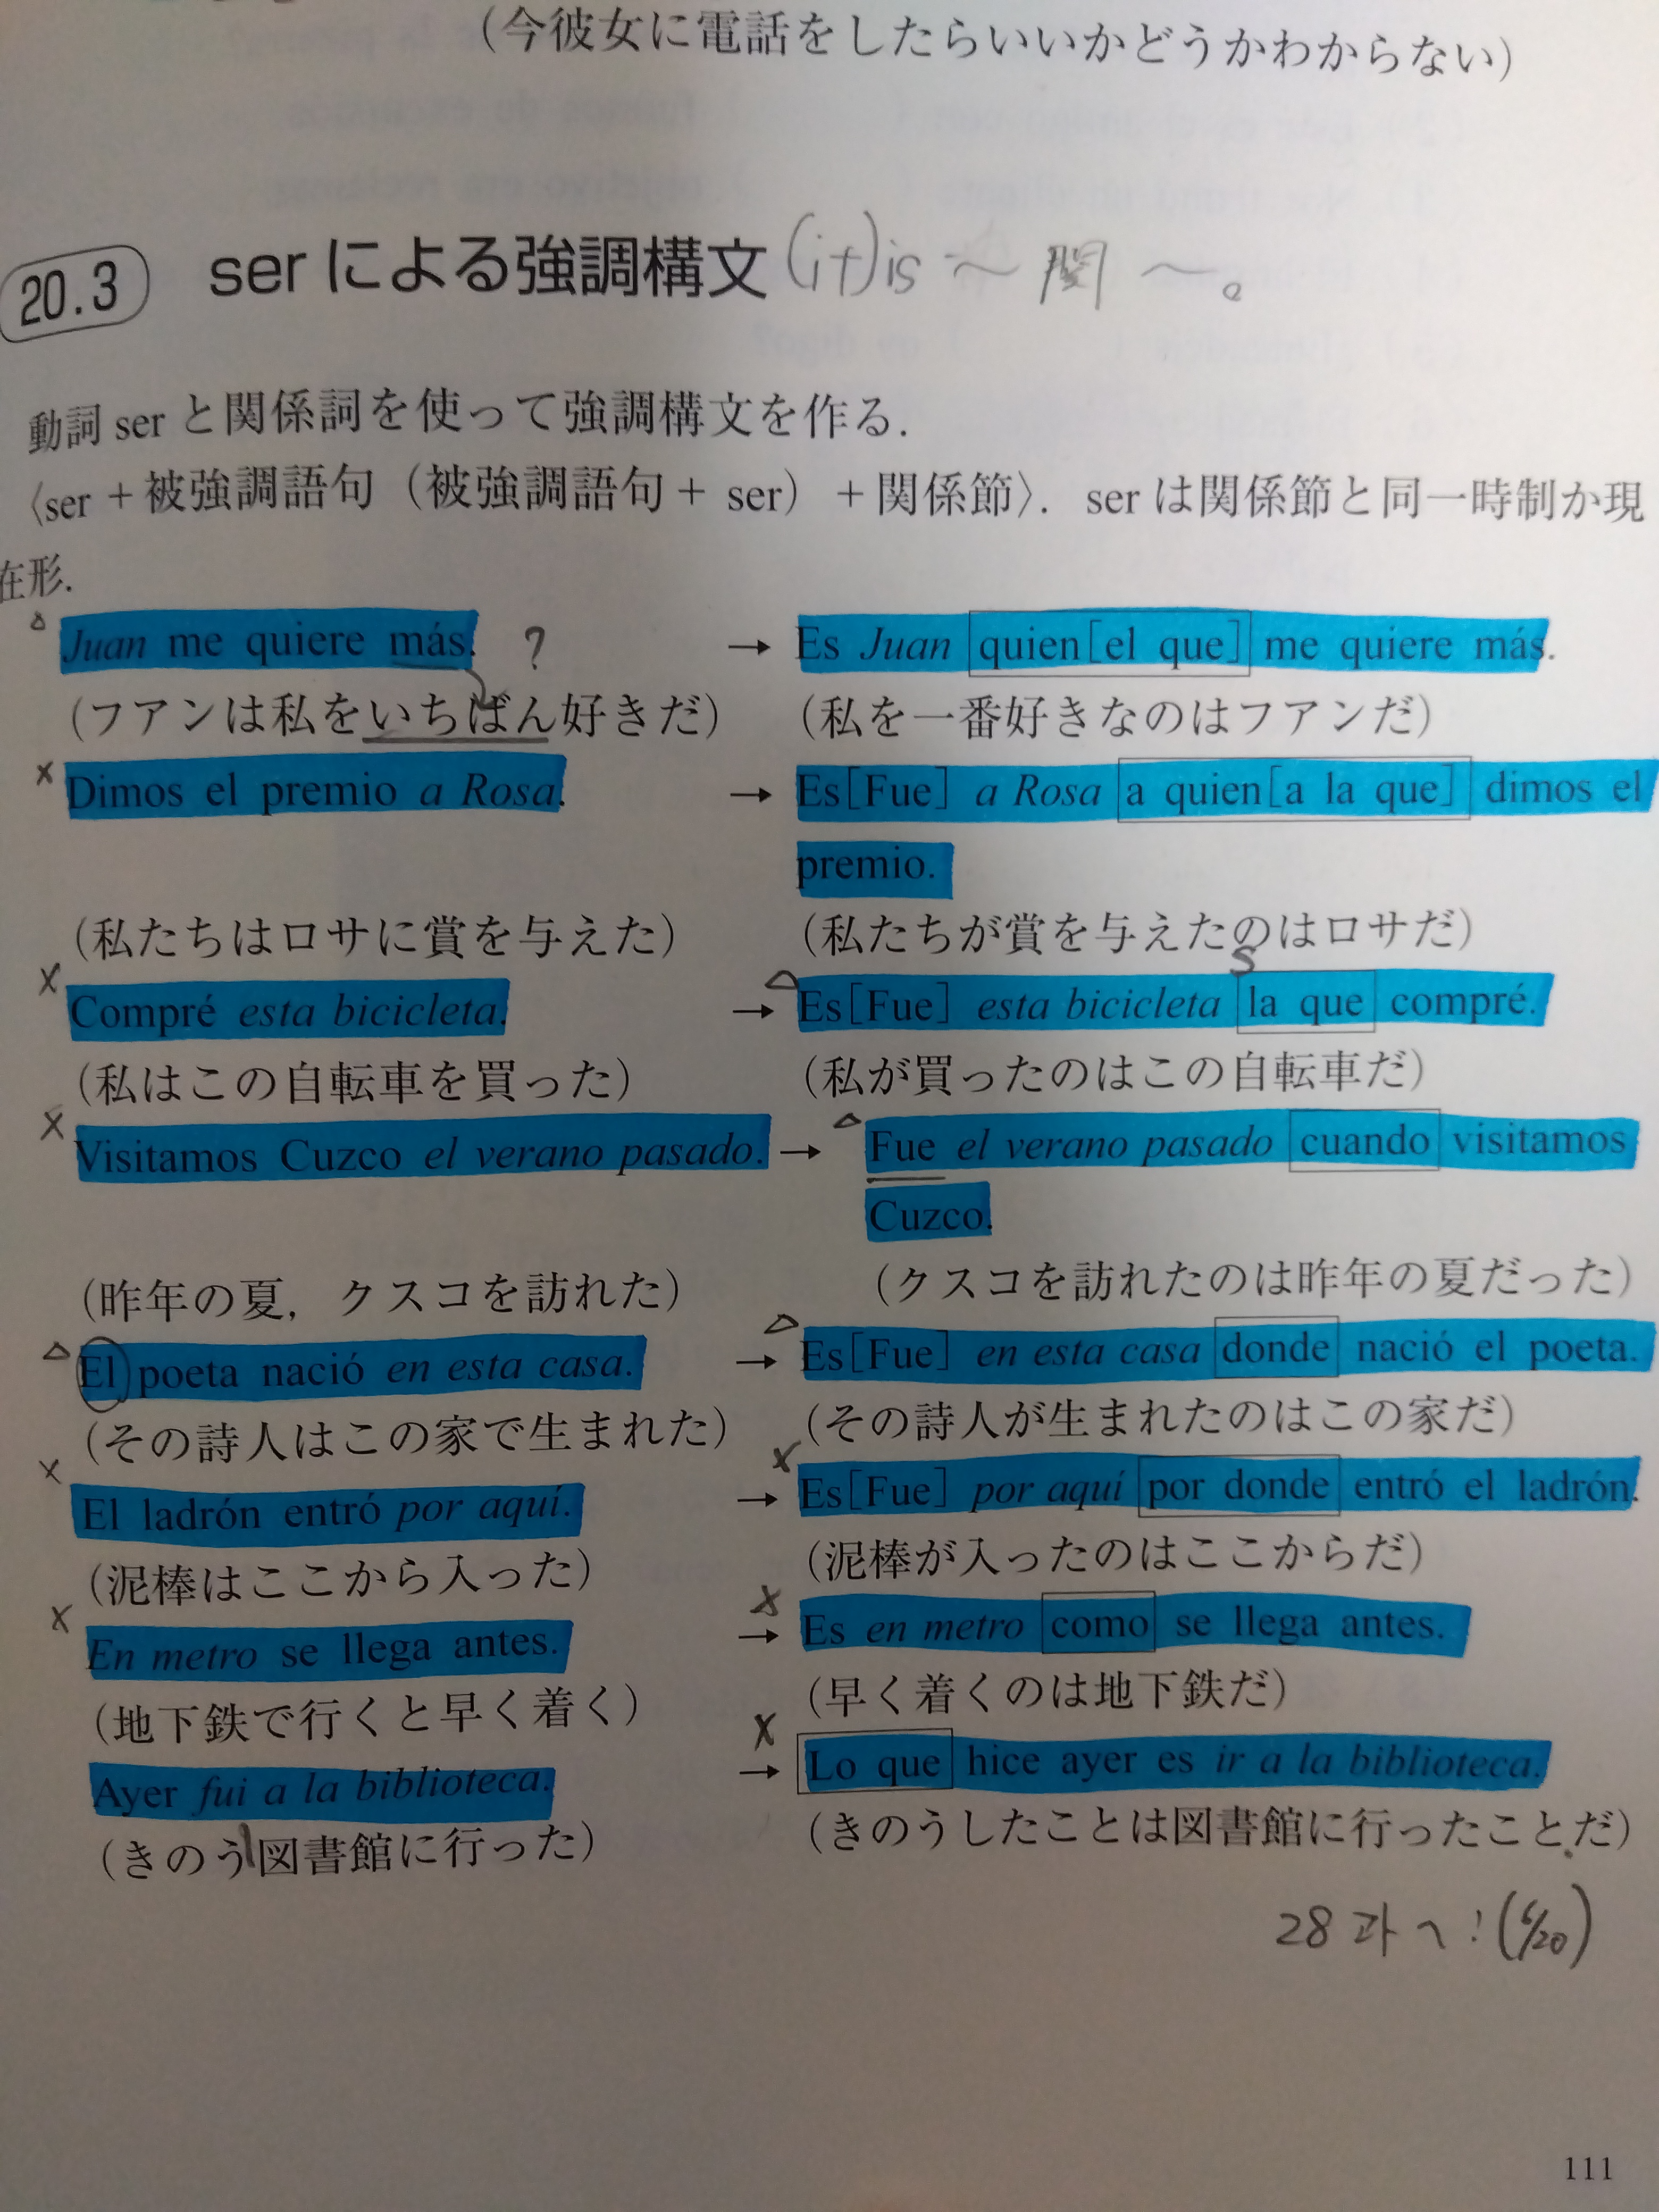 (今彼女に電話をしたらいいかどうかわからない)
20.3 ser による強調構文 (it) is 〜 関 〜。
動詞 ser と関係詞を使って強調構文を作る.
〈ser + 被強調語句 (被強調語句 + ser) + 関係節〉. ser は関係節と同一時制か現
在形.
△ Juan me quiere más. ? → Es Juan quien[el que] me quiere más.
(フアンは私をいちばん好きだ) (私を一番好きなのはフアンだ)
× Dimos el premio a Rosa. → Es[Fue] a Rosa a quien[a la que] dimos el
premio.
(私たちはロサに賞を与えた) (私たちが賞を与えたのはロサだ)
s
× Compré esta bicicleta. → △ Es[Fue] esta bicicleta la que compré.
(私はこの自転車を買った) (私が買ったのはこの自転車だ)
× Visitamos Cuzco el verano pasado. → △ Fue el verano pasado cuando visitamos
Cuzco.
(昨年の夏, クスコを訪れた) (クスコを訪れたのは昨年の夏だった)
△ El poeta nació en esta casa. → △ Es[Fue] en esta casa donde nació el poeta.
(その詩人はこの家で生まれた) (その詩人が生まれたのはこの家だ)
× El ladrón entró por aquí. → × Es[Fue] por aquí por donde entró el ladrón.
(泥棒はここから入った) (泥棒が入ったのはここからだ)
× En metro se llega antes. → × Es en metro como se llega antes.
(地下鉄で行くと早く着く) (早く着くのは地下鉄だ)
Ayer fui a la biblioteca. → × Lo que hice ayer es ir a la biblioteca.
(きのう図書館に行った) (きのうしたことは図書館に行ったことだ)
28 과 へ! (6/20)
111